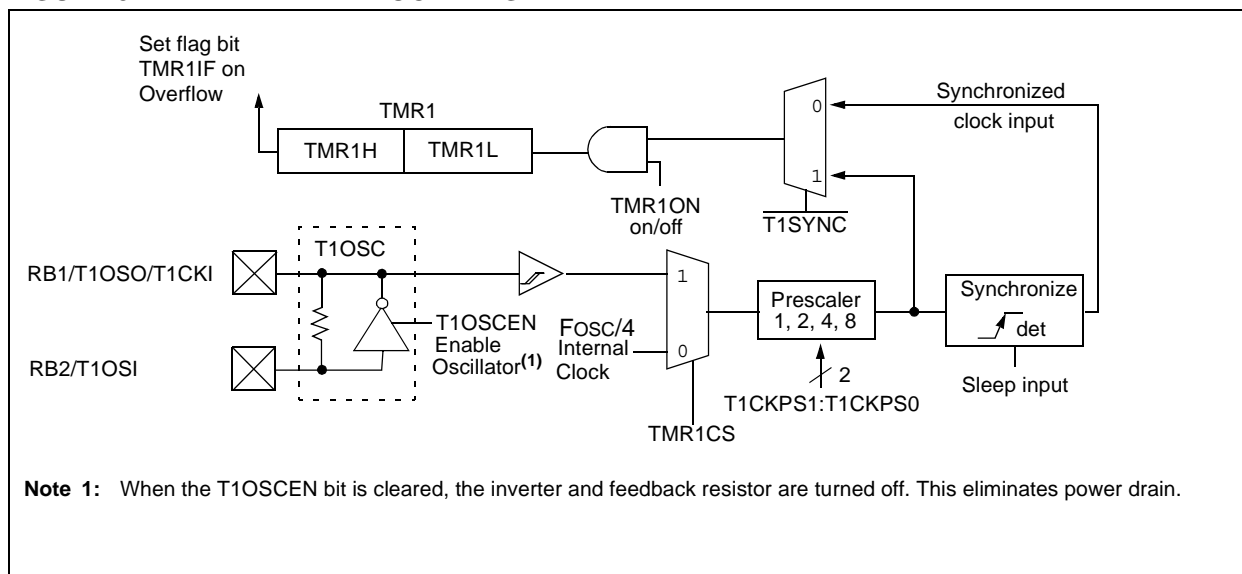 Set flag bit
TMR1IF on
Overflow
TMR1
TMR1H
TMR1L
TMR1ON
on/off
0
1
T1SYNC
Synchronized
clock input
RB1/T1OSO/T1CKI
RB2/T1OSI
T1OSC
T1OSCEN
Enable
Oscillator(1)
FOSC/4
Internal
Clock
1
0
TMR1CS
Prescaler
1, 2, 4, 8
2
T1CKPS1:T1CKPS0
Synchronize
det
Sleep input
Note 1: When the T1OSCEN bit is cleared, the inverter and feedback resistor are turned off. This eliminates power drain.